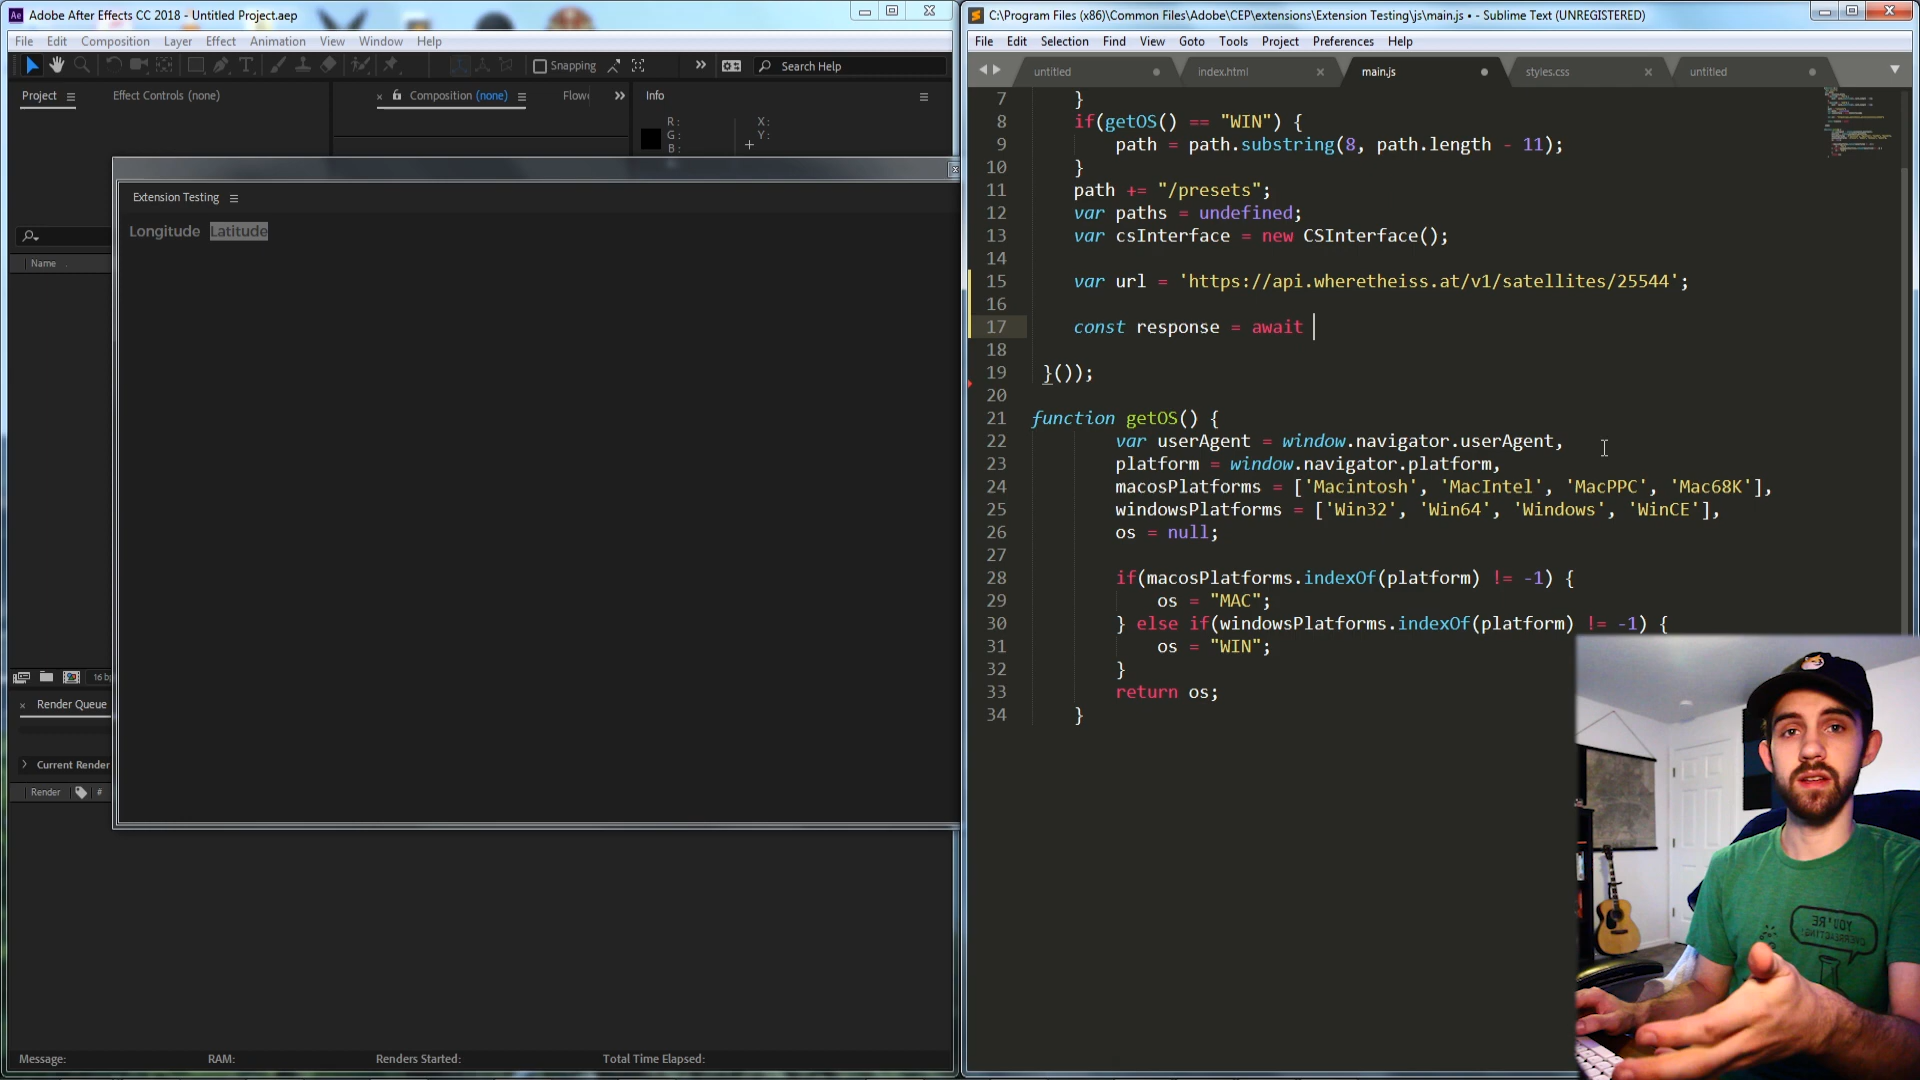 Adobe After Effects CC 2018 - Untitled Project.aep
File Edit Composition Layer Effect Animation View Window Help
Snapping
Search Help
Project
Effect Controls (none)
Composition (none)
Info
R:
G:
B:
X:
Y:
Extension Testing
Longitude Latitude
Name
Render Queue
Current Render
Render #
Message:
RAM:
Renders Started:
Total Time Elapsed:
C:\Program Files (x86)\Common Files\Adobe\CEP\extensions\Extension Testing\js\main.js • - Sublime Text (UNREGISTERED)
File Edit Selection Find View Goto Tools Project Preferences Help
untitled
index.html
main.js
styles.css
untitled
7 }
8 if(getOS() == "WIN") {
9 path = path.substring(8, path.length - 11);
10 }
11 path += "/presets";
12 var paths = undefined;
13 var csInterface = new CSInterface();
14
15 var url = 'https://api.wheretheiss.at/v1/satellites/25544';
16
17 const response = await
18
19 }());
20
21 function getOS() {
22 var userAgent = window.navigator.userAgent,
23 platform = window.navigator.platform,
24 macosPlatforms = ['Macintosh', 'MacIntel', 'MacPPC', 'Mac68K'],
25 windowsPlatforms = ['Win32', 'Win64', 'Windows', 'WinCE'],
26 os = null;
27
28 if(macosPlatforms.indexOf(platform) != -1) {
29 os = "MAC";
30 } else if(windowsPlatforms.indexOf(platform) != -1) {
31 os = "WIN";
32 }
33 return os;
34 }
YOU'RE
OVERREACTING!